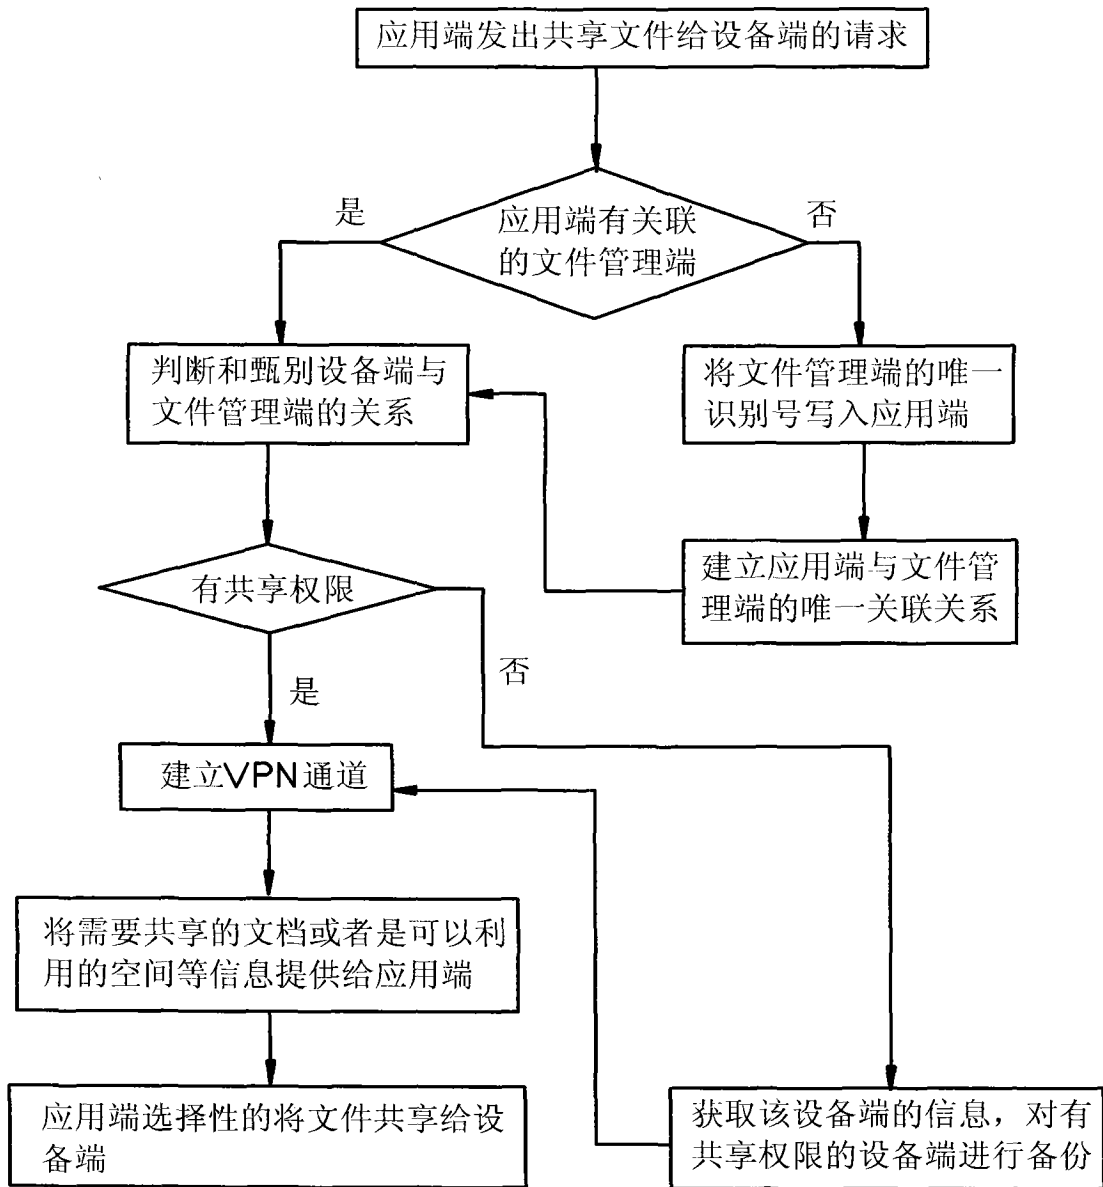 应用端发出共享文件给设备端的请求
是
应用端有关联
的文件管理端
否
判断和甄别设备端与
文件管理端的关系
将文件管理端的唯一
识别号写入应用端
有共享权限
建立应用端与文件管
理端的唯一关联关系
是
否
建立VPN通道
将需要共享的文档或者是可以利
用的空间等信息提供给应用端
应用端选择性的将文件共享给设
备端
获取该设备端的信息，对有
共享权限的设备端进行备份